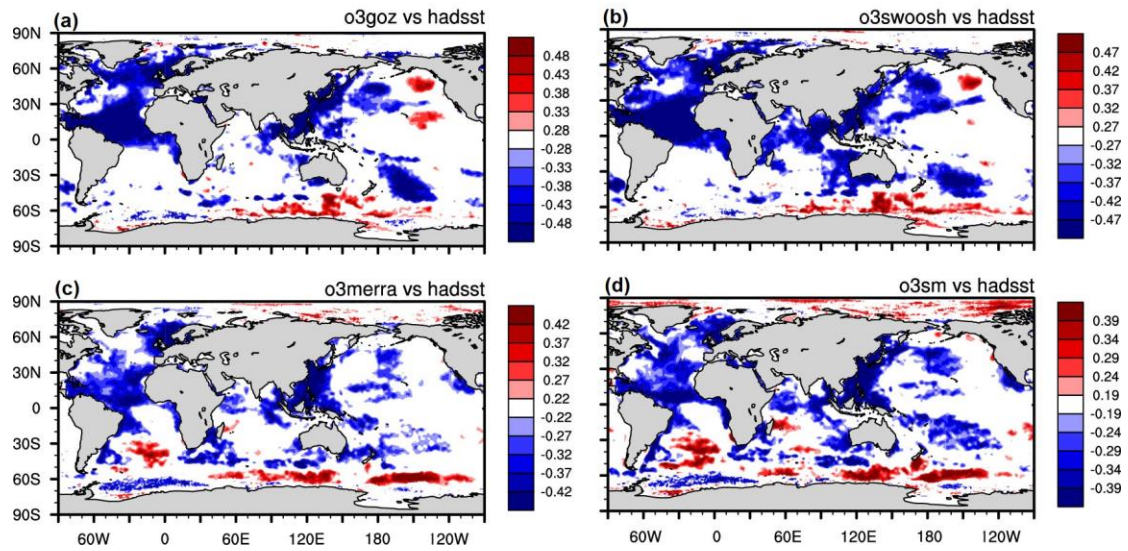 (a) o3goz vs hadsst
90N
60N
30N
0
30S
60S
90S
0.48
0.43
0.38
0.33
0.28
-0.28
-0.33
-0.38
-0.43
-0.48
(b) o3swoosh vs hadsst
0.47
0.42
0.37
0.32
0.27
-0.27
-0.32
-0.37
-0.42
-0.47
(c) o3merra vs hadsst
90N
60N
30N
0
30S
60S
90S
60W 0 60E 120E 180 120W
0.42
0.37
0.32
0.27
-0.22
-0.27
-0.32
-0.37
-0.42
(d) o3sm vs hadsst
60W 0 60E 120E 180 120W
0.39
0.34
0.29
0.24
0.19
-0.19
-0.24
-0.29
-0.34
-0.39